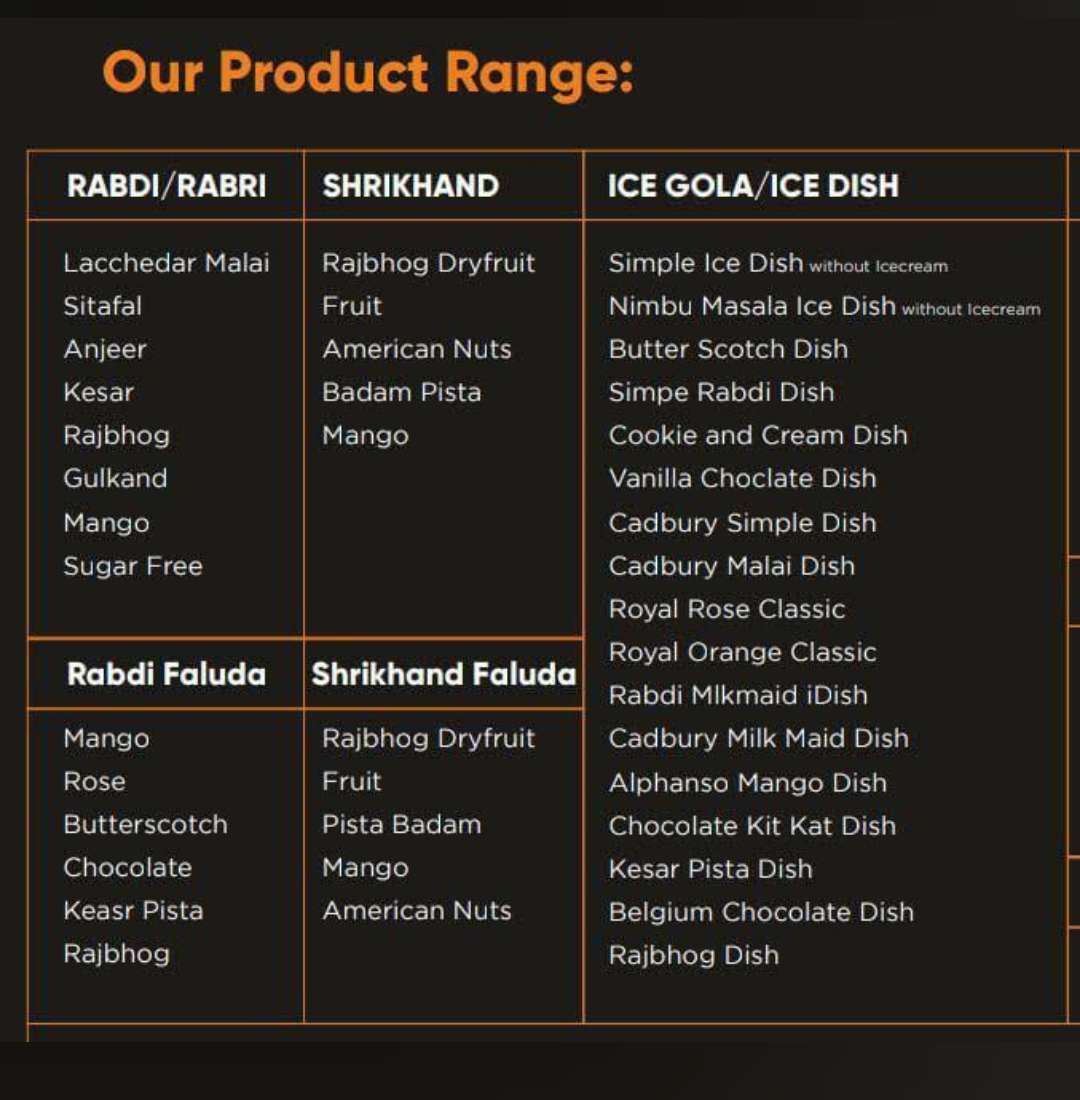 Our Product Range:
RABDI/RABRI
Lacchedar Malai
Sitafal
Anjeer
Kesar
Rajbhog
Gulkand
Mango
Sugar Free
SHRIKHAND
Rajbhog Dryfruit
Fruit
American Nuts
Badam Pista
Mango
Rabdi Faluda
Mango
Rose
Butterscotch
Chocolate
Keasr Pista
Rajbhog
Shrikhand Faluda
Rajbhog Dryfruit
Fruit
Pista Badam
Mango
American Nuts
ICE GOLA/ICE DISH
Simple Ice Dish without Icecream
Nimbu Masala Ice Dish without Icecream
Butter Scotch Dish
Simpe Rabdi Dish
Cookie and Cream Dish
Vanilla Choclate Dish
Cadbury Simple Dish
Cadbury Malai Dish
Royal Rose Classic
Royal Orange Classic
Rabdi Mlkmaid iDish
Cadbury Milk Maid Dish
Alphanso Mango Dish
Chocolate Kit Kat Dish
Kesar Pista Dish
Belgium Chocolate Dish
Rajbhog Dish